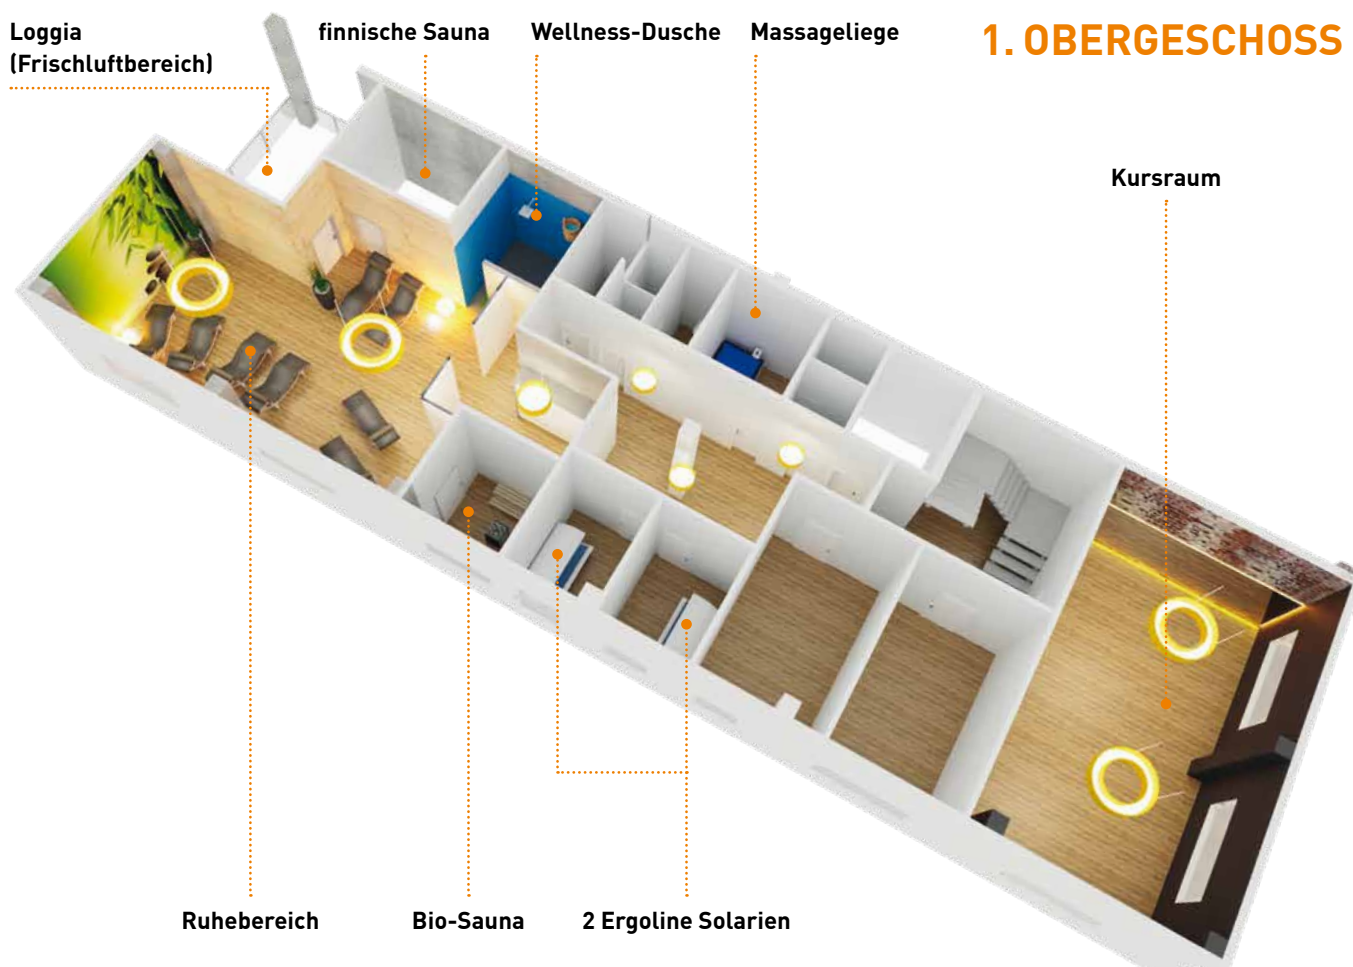 Loggia
(Frischluftbereich)
finnische Sauna
Wellness-Dusche
Massageliege
1. OBERGESCHOSS
Kursraum
Ruhebereich
Bio-Sauna
2 Ergoline Solarien